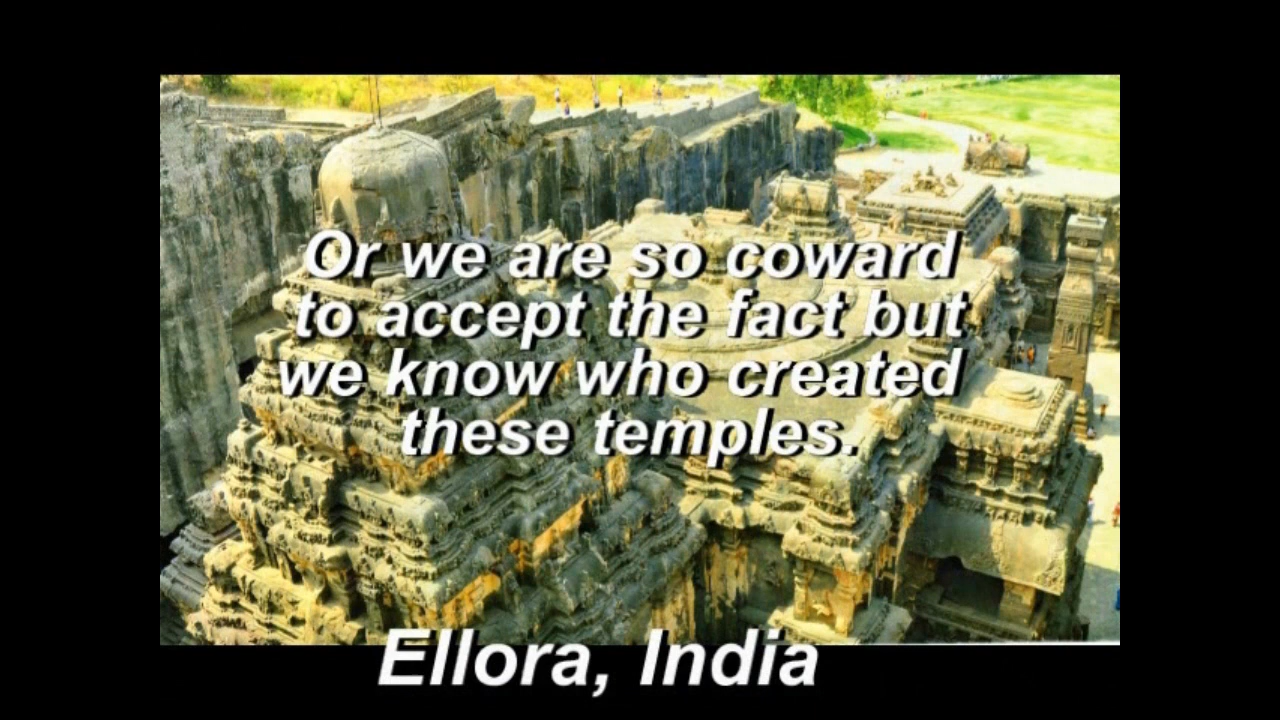 Or we are so coward
to accept the fact but
we know who created
these temples.
Ellora, India